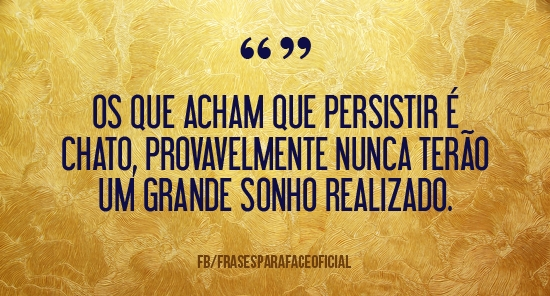 “ ”
OS QUE ACHAM QUE PERSISTIR É
CHATO, PROVAVELMENTE NUNCA TERÃO
UM GRANDE SONHO REALIZADO.
FB/FRASESPARAFACEOFICIAL